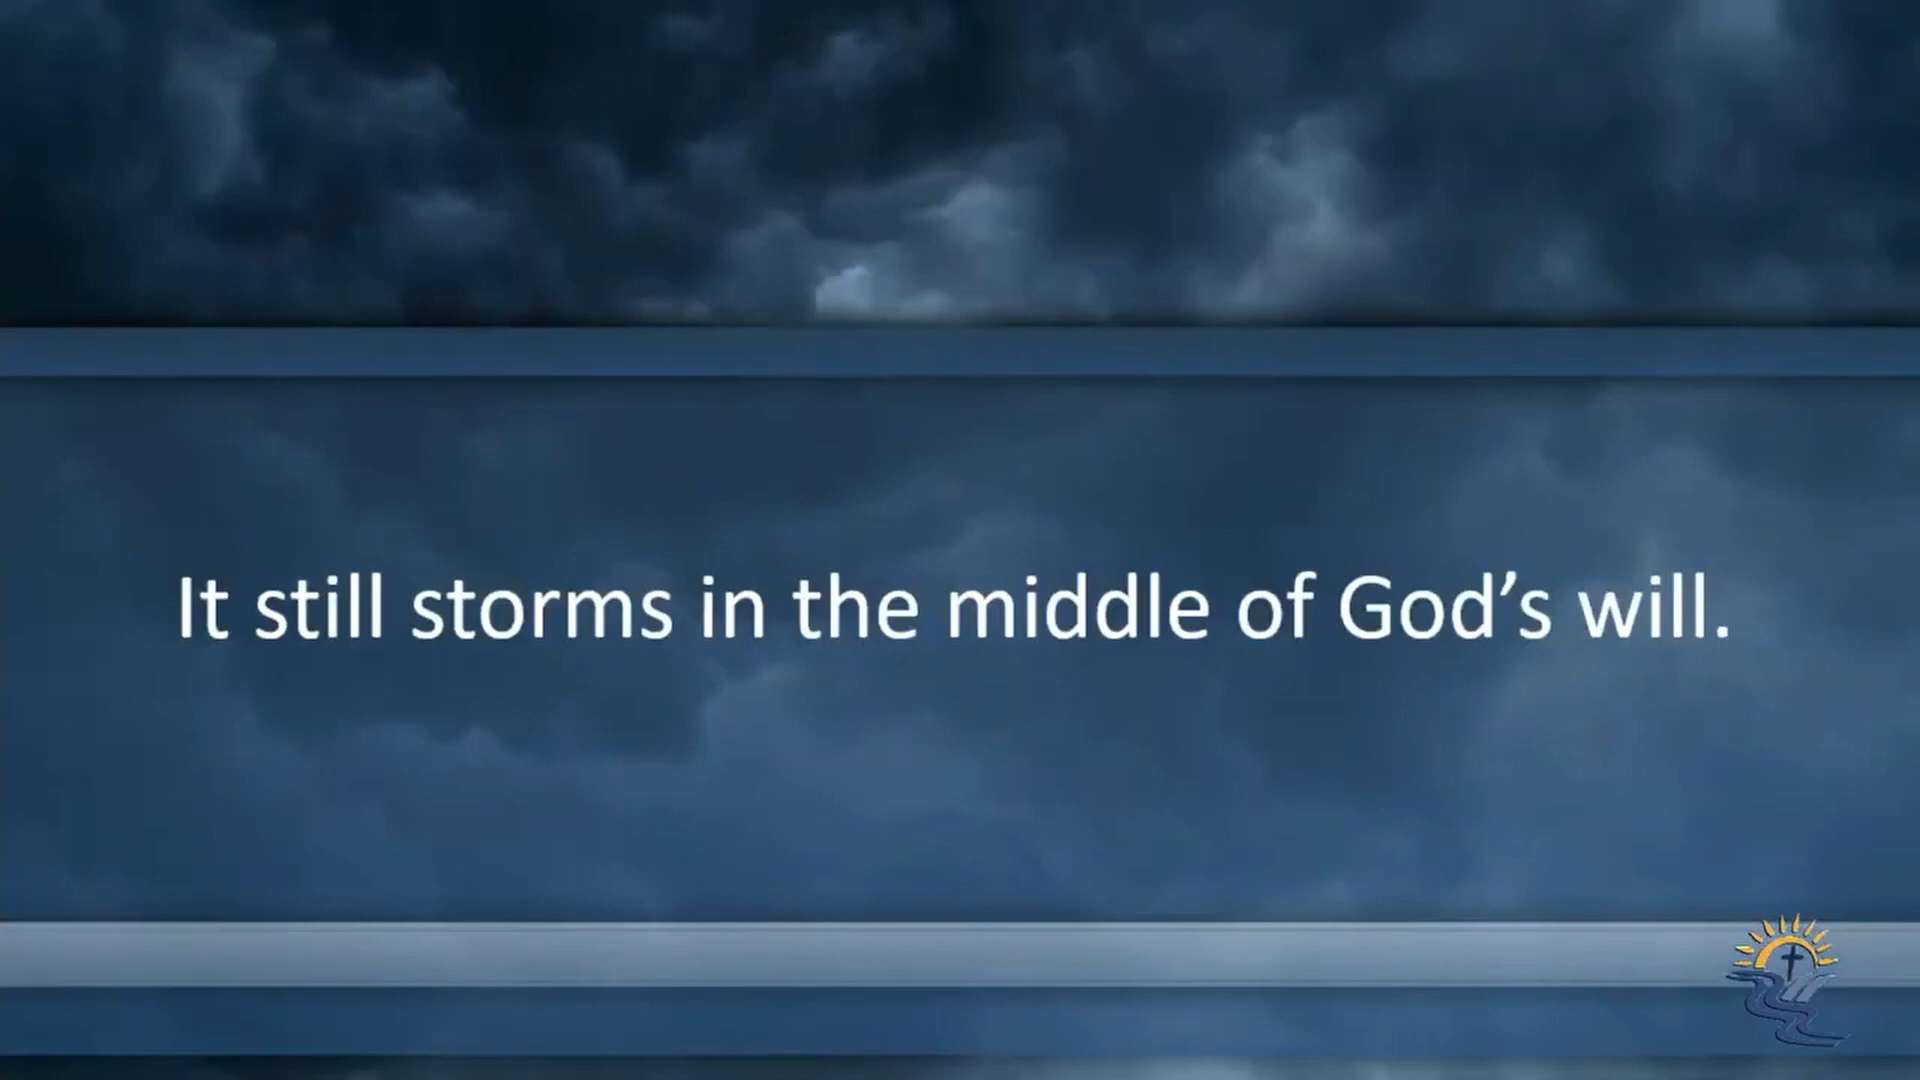 It still storms in the middle of God’s will.